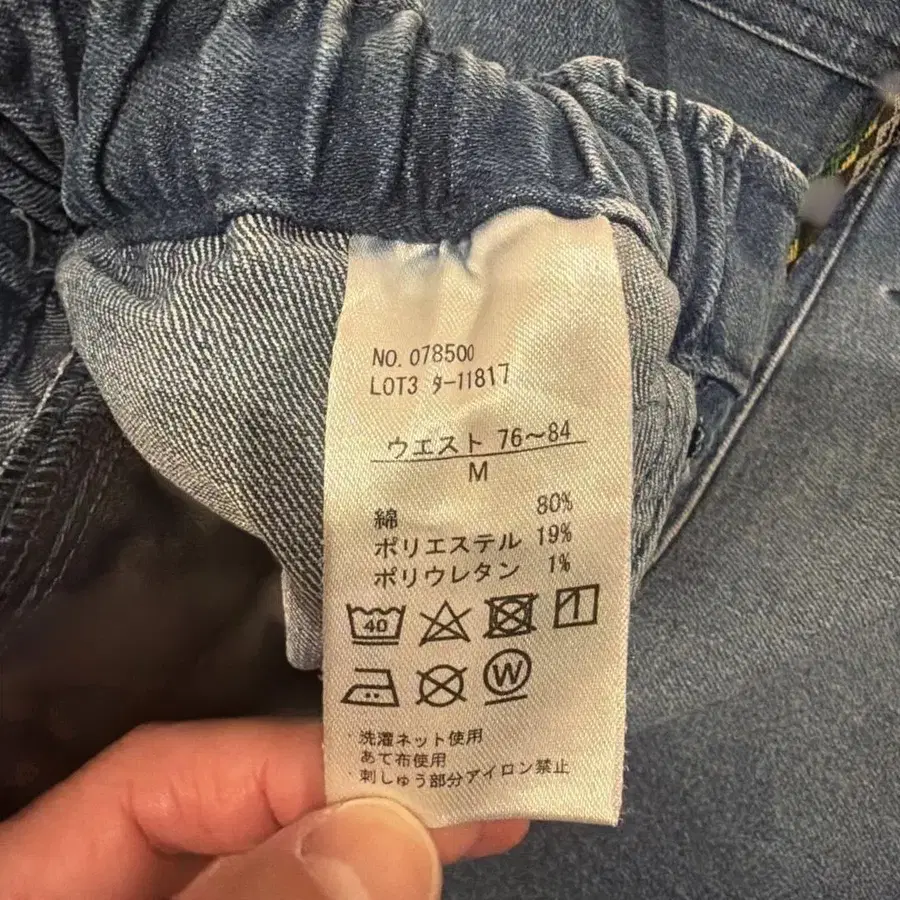 NO. 078500
LOT3 ﾀ-11817
ウエスト 76～84
M
綿 80%
ポリエステル 19%
ポリウレタン 1%
40
W
・洗濯ネット使用
あて布使用
・刺しゅう部分アイロン禁止